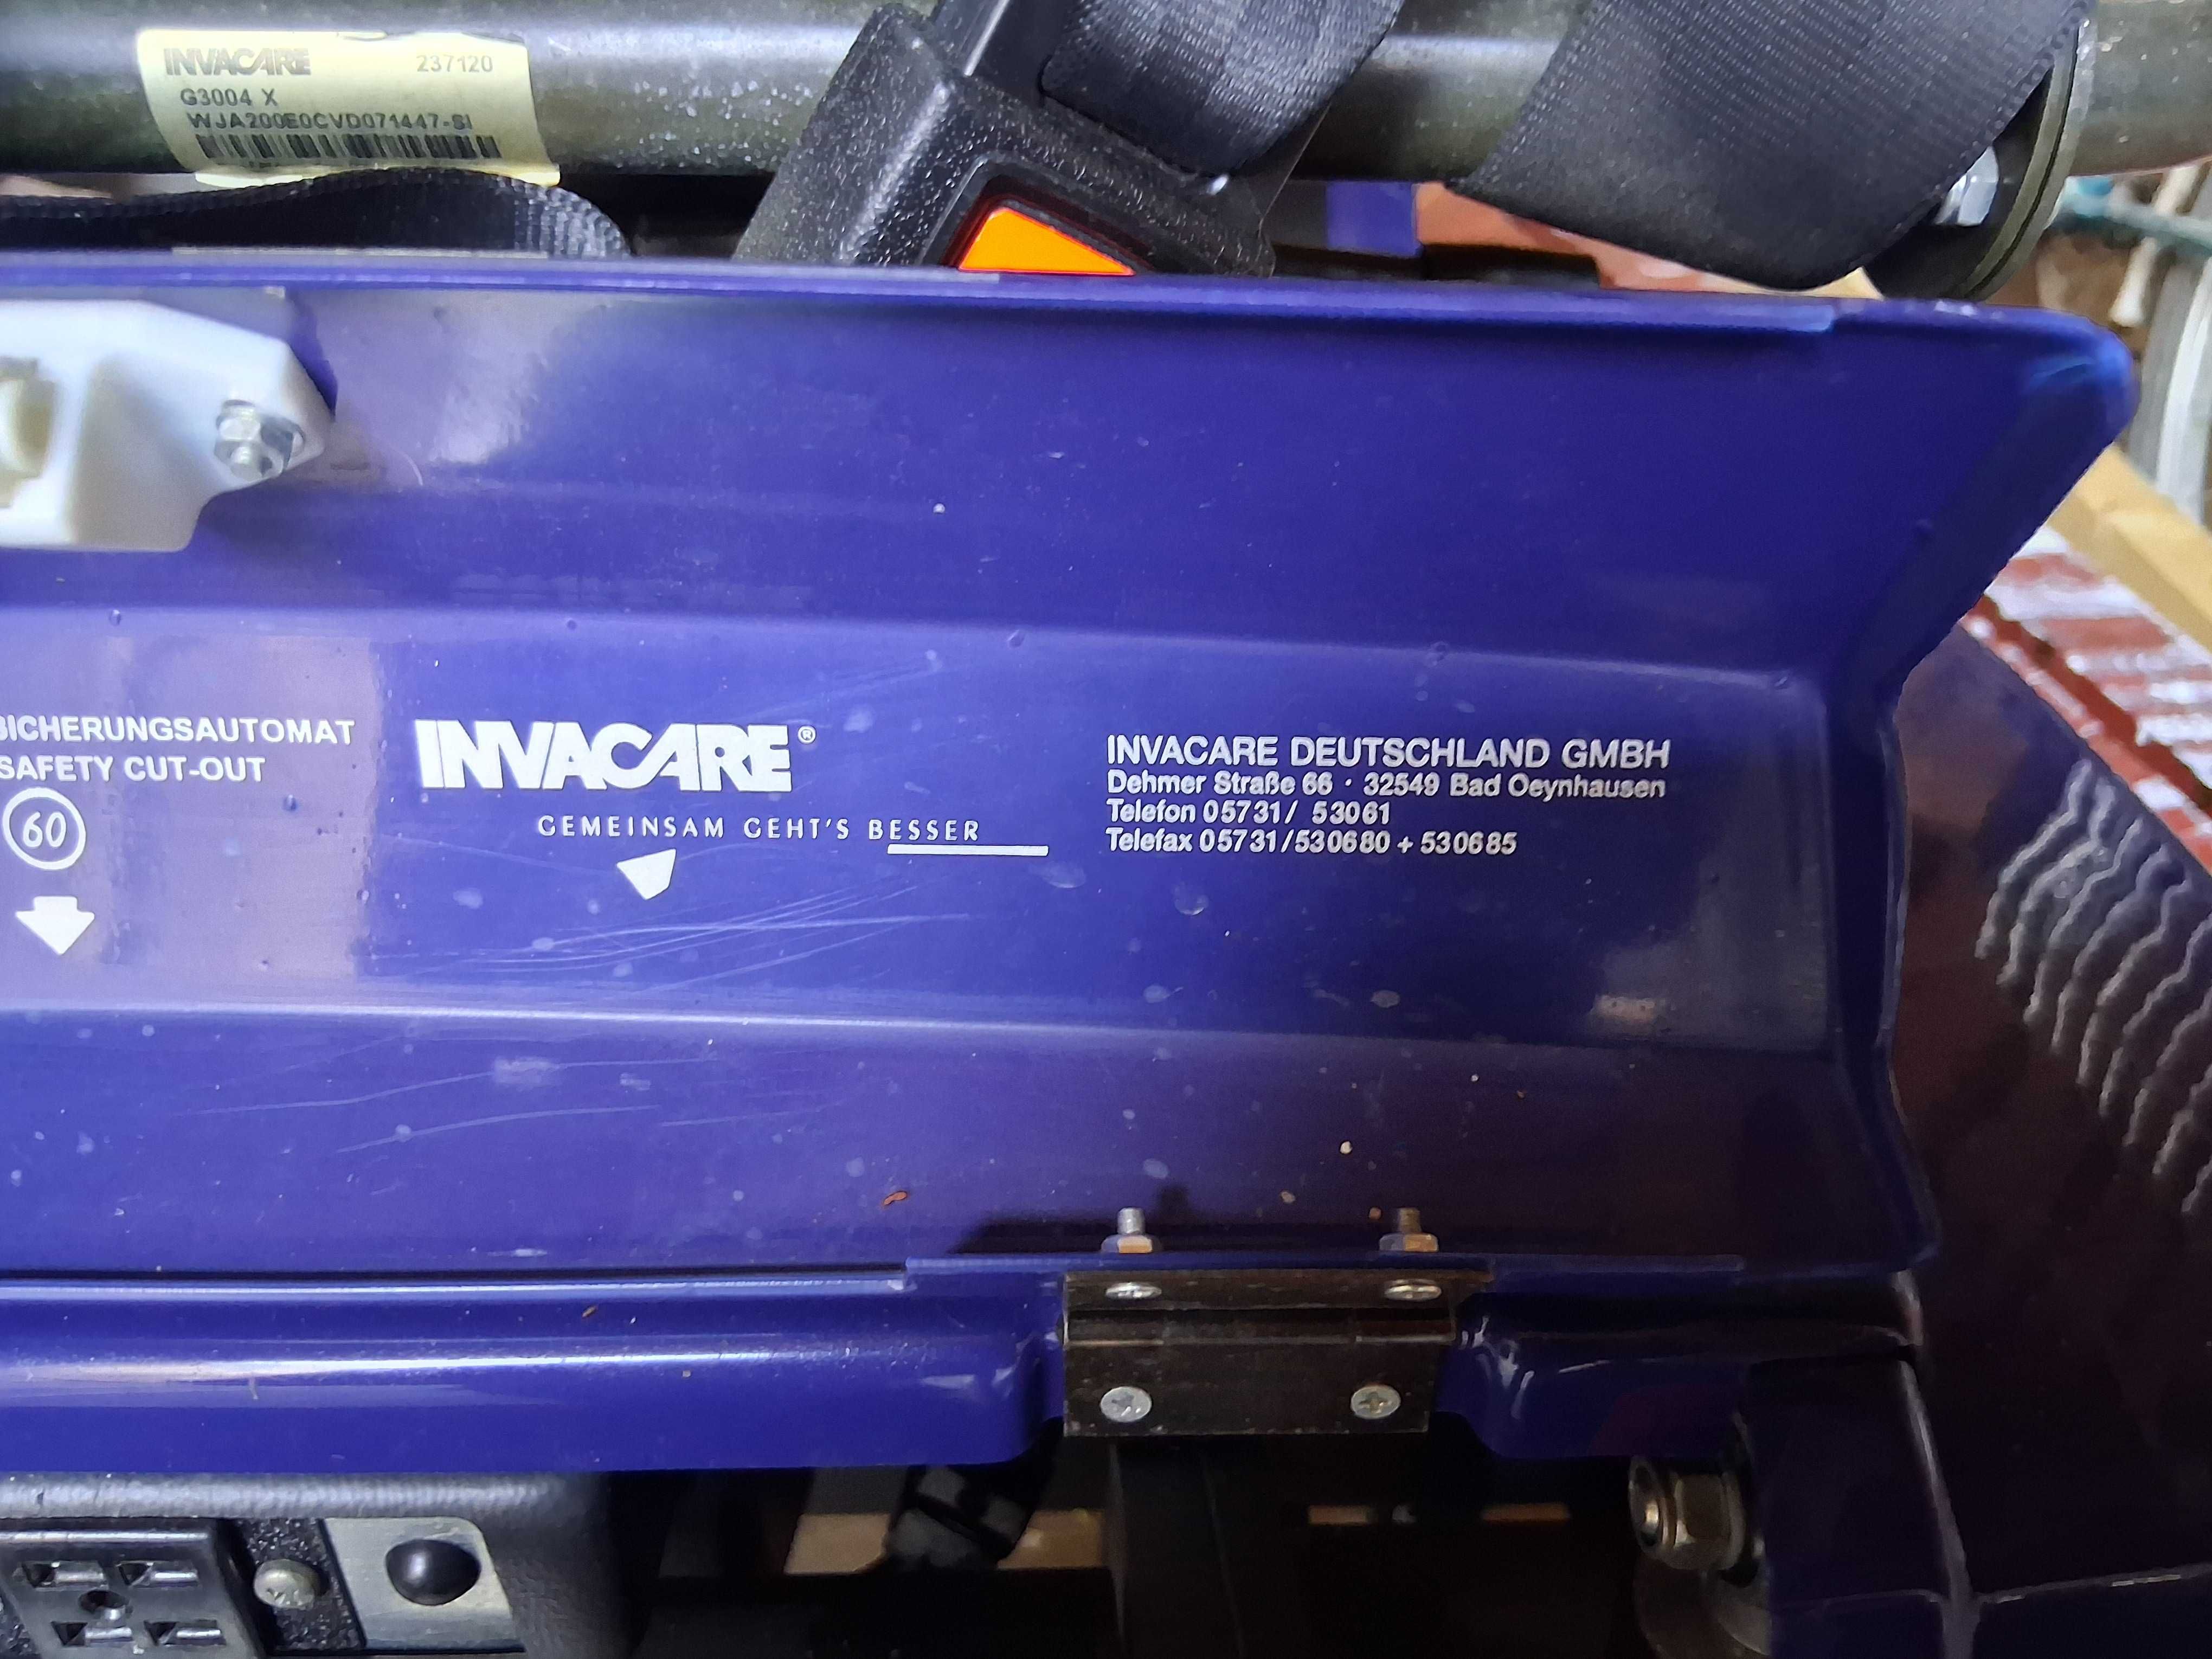 INVACARE 237120
G3004 X
WJA200E0CVD071447-SI
SICHERUNGSAUTOMAT
SAFETY CUT-OUT
60
INVACARE®
GEMEINSAM GEHT'S BESSER
INVACARE DEUTSCHLAND GMBH
Dehmer Straße 66 · 32549 Bad Oeynhausen
Telefon 05731/ 53061
Telefax 05731/530680 + 530685